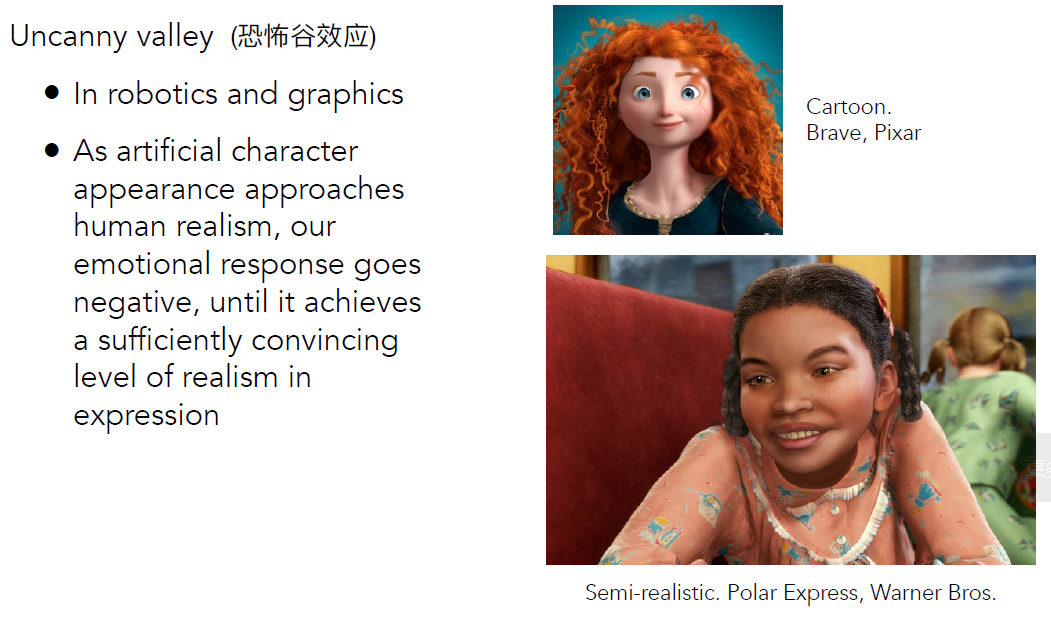 Uncanny valley (恐怖谷效应)
• In robotics and graphics
• As artificial character
appearance approaches
human realism, our
emotional response goes
negative, until it achieves
a sufficiently convincing
level of realism in
expression
Cartoon.
Brave, Pixar
Semi-realistic. Polar Express, Warner Bros.